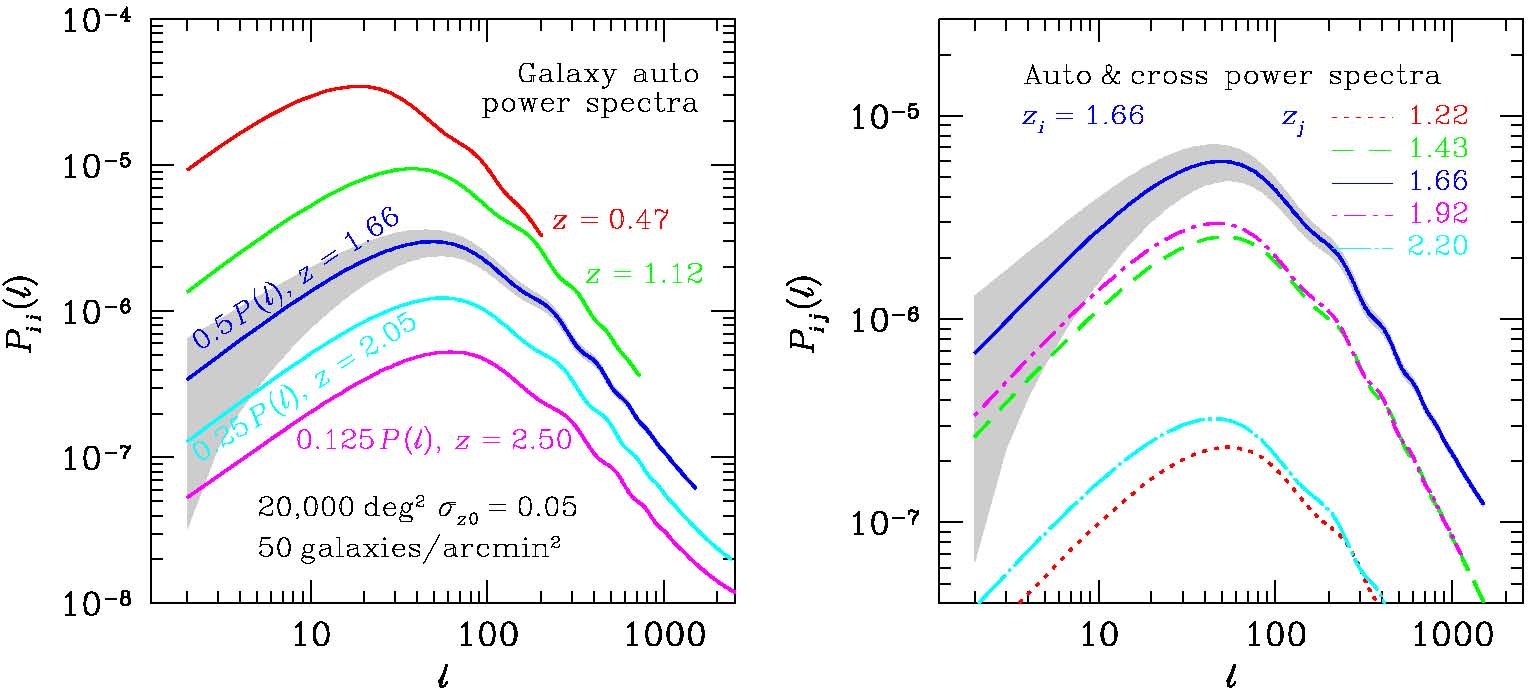 10⁻⁴
10⁻⁵
10⁻⁶
10⁻⁷
10⁻⁸
P_ii(l)
Galaxy auto
power spectra
z = 0.47
z = 1.12
0.5P(l), z = 1.66
0.25P(l), z = 2.05
0.125P(l), z = 2.50
20,000 deg² σ_z0 = 0.05
50 galaxies/arcmin²
10 100 1000
l
10⁻⁵
10⁻⁶
10⁻⁷
P_ij(l)
Auto & cross power spectra
z_i = 1.66 z_j 1.22
1.43
1.66
1.92
2.20
10 100 1000
l